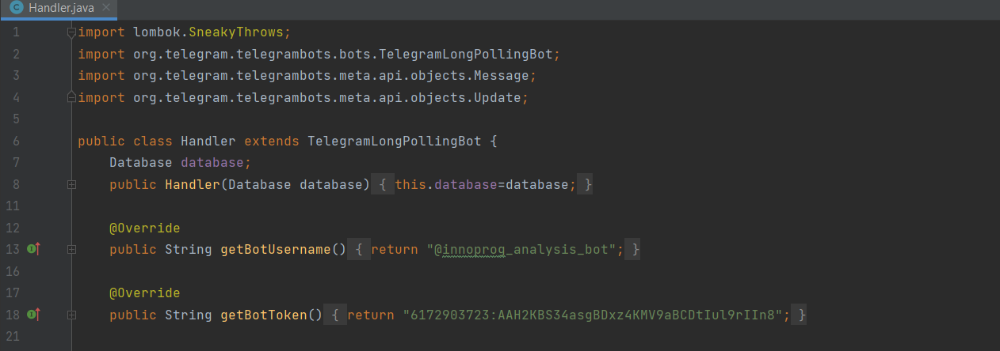 Handler.java
1 import lombok.SneakyThrows;
2 import org.telegram.telegrambots.bots.TelegramLongPollingBot;
3 import org.telegram.telegrambots.meta.api.objects.Message;
4 import org.telegram.telegrambots.meta.api.objects.Update;
5
6 public class Handler extends TelegramLongPollingBot {
7 Database database;
8 public Handler(Database database) { this.database=database; }
11
12 @Override
13 public String getBotUsername() { return "@innoprog_analysis_bot"; }
16
17 @Override
18 public String getBotToken() { return "6172903723:AAH2KBS34asgBDxz4KMV9aBCDtIul9rIIn8"; }
21